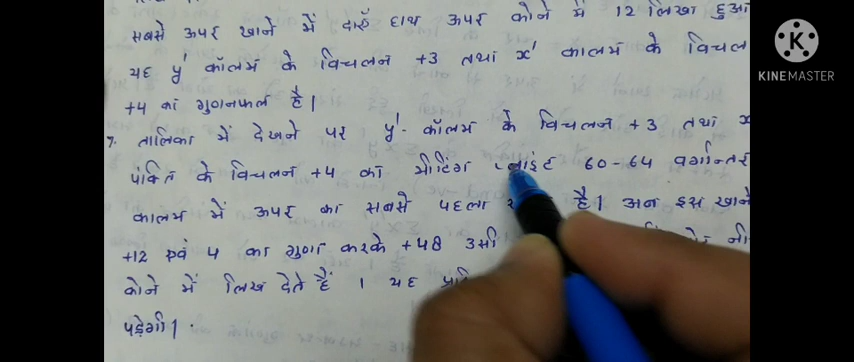 सबसे ऊपर खाने में दाएँ हाथ ऊपर कोने में 12 लिखा हुआ
यह y' कॉलम के विचलन +3 तथा x' कालम के विचल
+4 का गुणनफल है।
7. तालिका में देखने पर y' कॉलम के विचलन +3 तथा x
पंक्ति के विचलन +4 का मीटिंग प्वाइंट 60-64 वर्गान्तर
कालम में ऊपर का सबसे पहला है। अब इस खाने
+12 एवं 4 का गुणा करके +48 उसी नी
कोने में लिख देते हैं । यह
पड़ेगी।
KINEMASTER